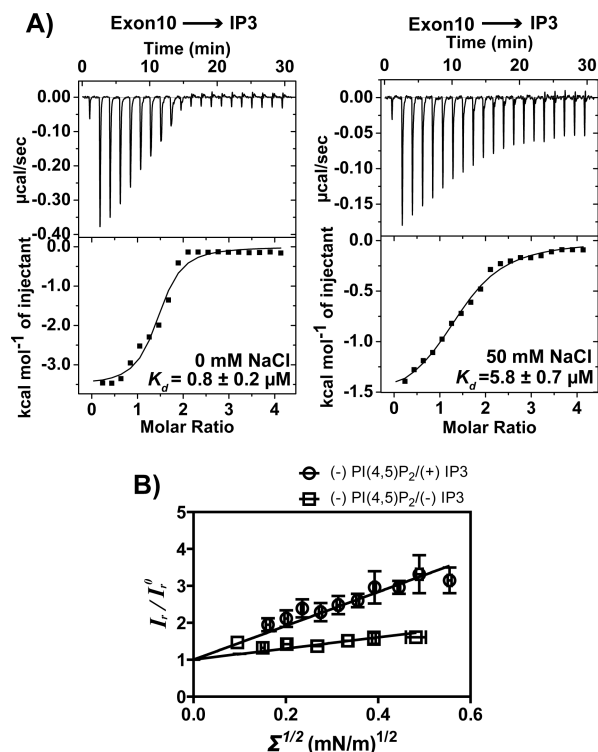 A)
Exon10 ⟶ IP3
Time (min)
0 10 20 30
0.00
-0.10
-0.20
-0.30
-0.40
µcal/sec
0.0
-1.0
-2.0
-3.0
kcal mol⁻¹ of injectant
0 mM NaCl
K_d = 0.8 ± 0.2 µM
0 1 2 3 4
Molar Ratio
Exon10 ⟶ IP3
Time (min)
0 10 20 30
0.00
-0.05
-0.10
-0.15
-0.20
µcal/sec
0.0
-0.5
-1.0
-1.5
kcal mol⁻¹ of injectant
50 mM NaCl
K_d =5.8 ± 0.7 µM
0 1 2 3 4
Molar Ratio
B)
(-) PI(4,5)P₂/(+) IP3
(-) PI(4,5)P₂/(-) IP3
5
4
3
2
1
0
I_r / I_r⁰
0.0 0.2 0.4 0.6
Σ^1/2 (mN/m)^1/2